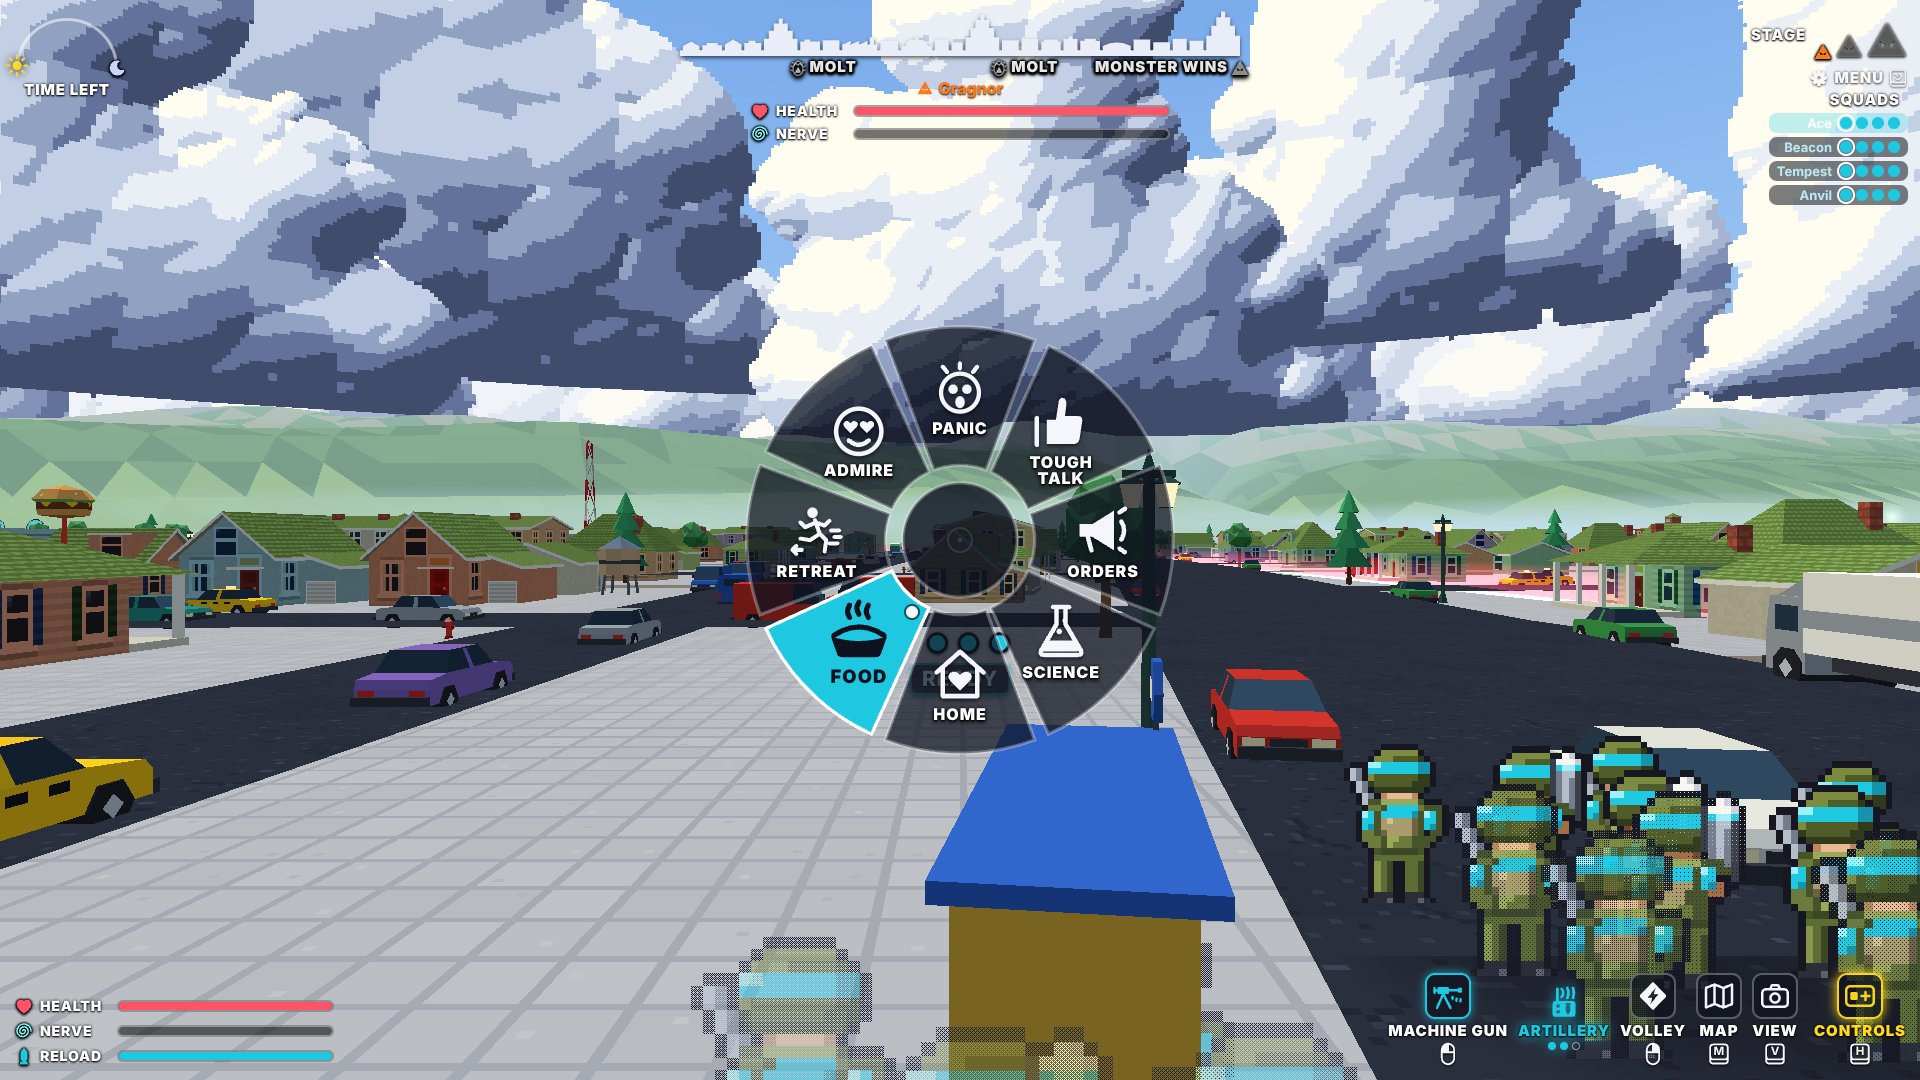 TIME LEFT
MOLT
MOLT
MONSTER WINS
Gragnor
HEALTH
NERVE
STAGE
MENU
SQUADS
Ace
Beacon
Tempest
Anvil
PANIC
ADMIRE
TOUGH
TALK
RETREAT
ORDERS
FOOD
SCIENCE
HOME
HEALTH
NERVE
RELOAD
MACHINE GUN
ARTILLERY
VOLLEY
MAP
VIEW
CONTROLS
M
V
H